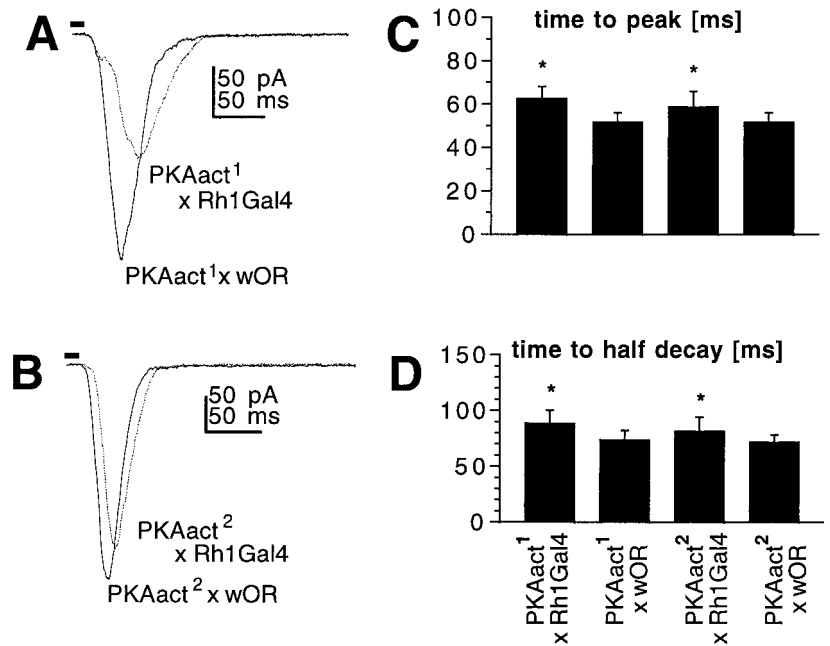 A
50 pA
50 ms
PKAact¹
x Rh1Gal4
PKAact¹x wOR
B
50 pA
50 ms
PKAact²
x Rh1Gal4
PKAact² x wOR
C
time to peak [ms]
100
80
60
40
20
0
*
*
D
time to half decay [ms]
150
100
50
0
*
*
PKAact¹
x Rh1Gal4
PKAact¹
x wOR
PKAact²
x Rh1Gal4
PKAact²
x wOR